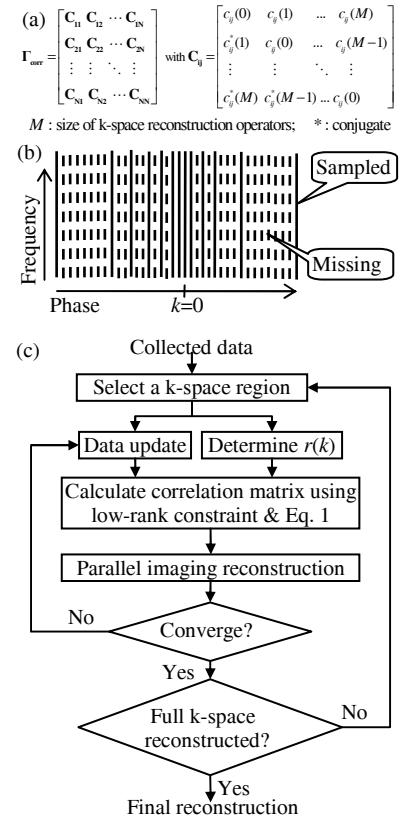 (a)
Γcorr = [C11 C12 ⋯ C1N
C21 C22 ⋯ C2N
⋮ ⋮ ⋱ ⋮
CN1 CN2 ⋯ CNN] with Cij = [cij(0) cij(1) ... cij(M)
c*ij(1) cij(0) ... cij(M−1)
⋮ ⋮ ⋱ ⋮
c*ij(M) c*ij(M−1) ... cij(0)]
M : size of k-space reconstruction operators; * : conjugate
(b)
Sampled
Frequency
Missing
Phase k=0
(c)
Collected data
Select a k-space region
Data update Determine r(k)
Calculate correlation matrix using
low-rank constraint & Eq. 1
Parallel imaging reconstruction
No
Converge?
Yes
Full k-space
reconstructed?
No
Yes
Final reconstruction